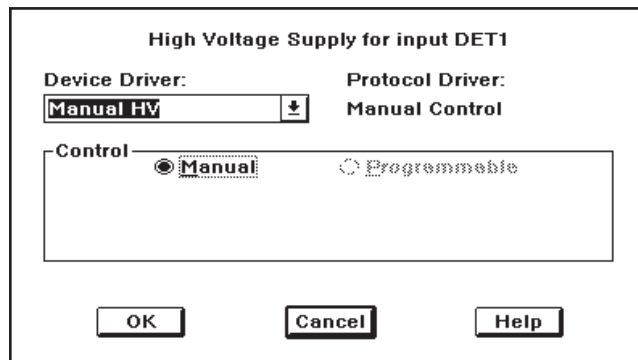 High Voltage Supply for input DET1
Device Driver: Protocol Driver:
Manual HV Manual Control
Control
Manual Programmable
OK Cancel Help